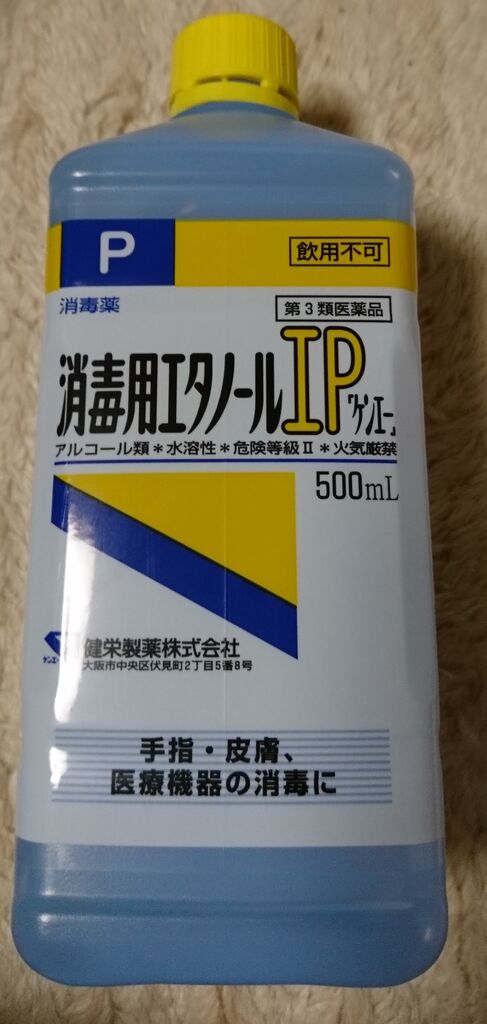 P
飲用不可
消毒薬
第3類医薬品
消毒用エタノールIP「ケンエー」
アルコール類*水溶性*危険等級Ⅱ*火気厳禁
500mL
ケンエー
健栄製薬株式会社
大阪市中央区伏見町2丁目5番8号
手指・皮膚、
医療機器の消毒に